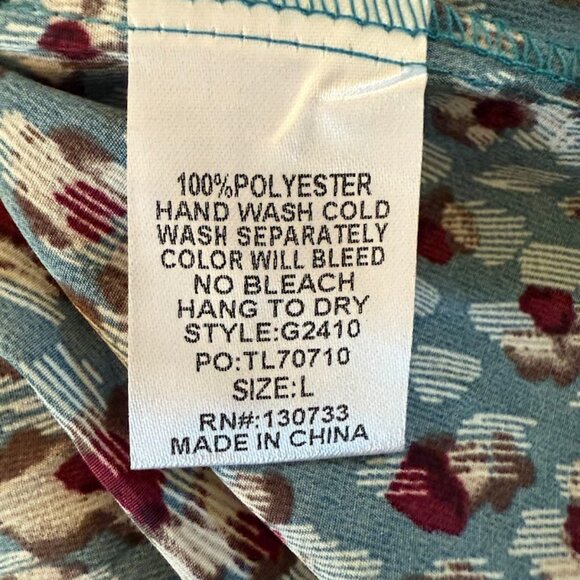 100%POLYESTER
HAND WASH COLD
WASH SEPARATELY
COLOR WILL BLEED
NO BLEACH
HANG TO DRY
STYLE:G2410
PO:TL70710
SIZE:L
RN#:130733
MADE IN CHINA